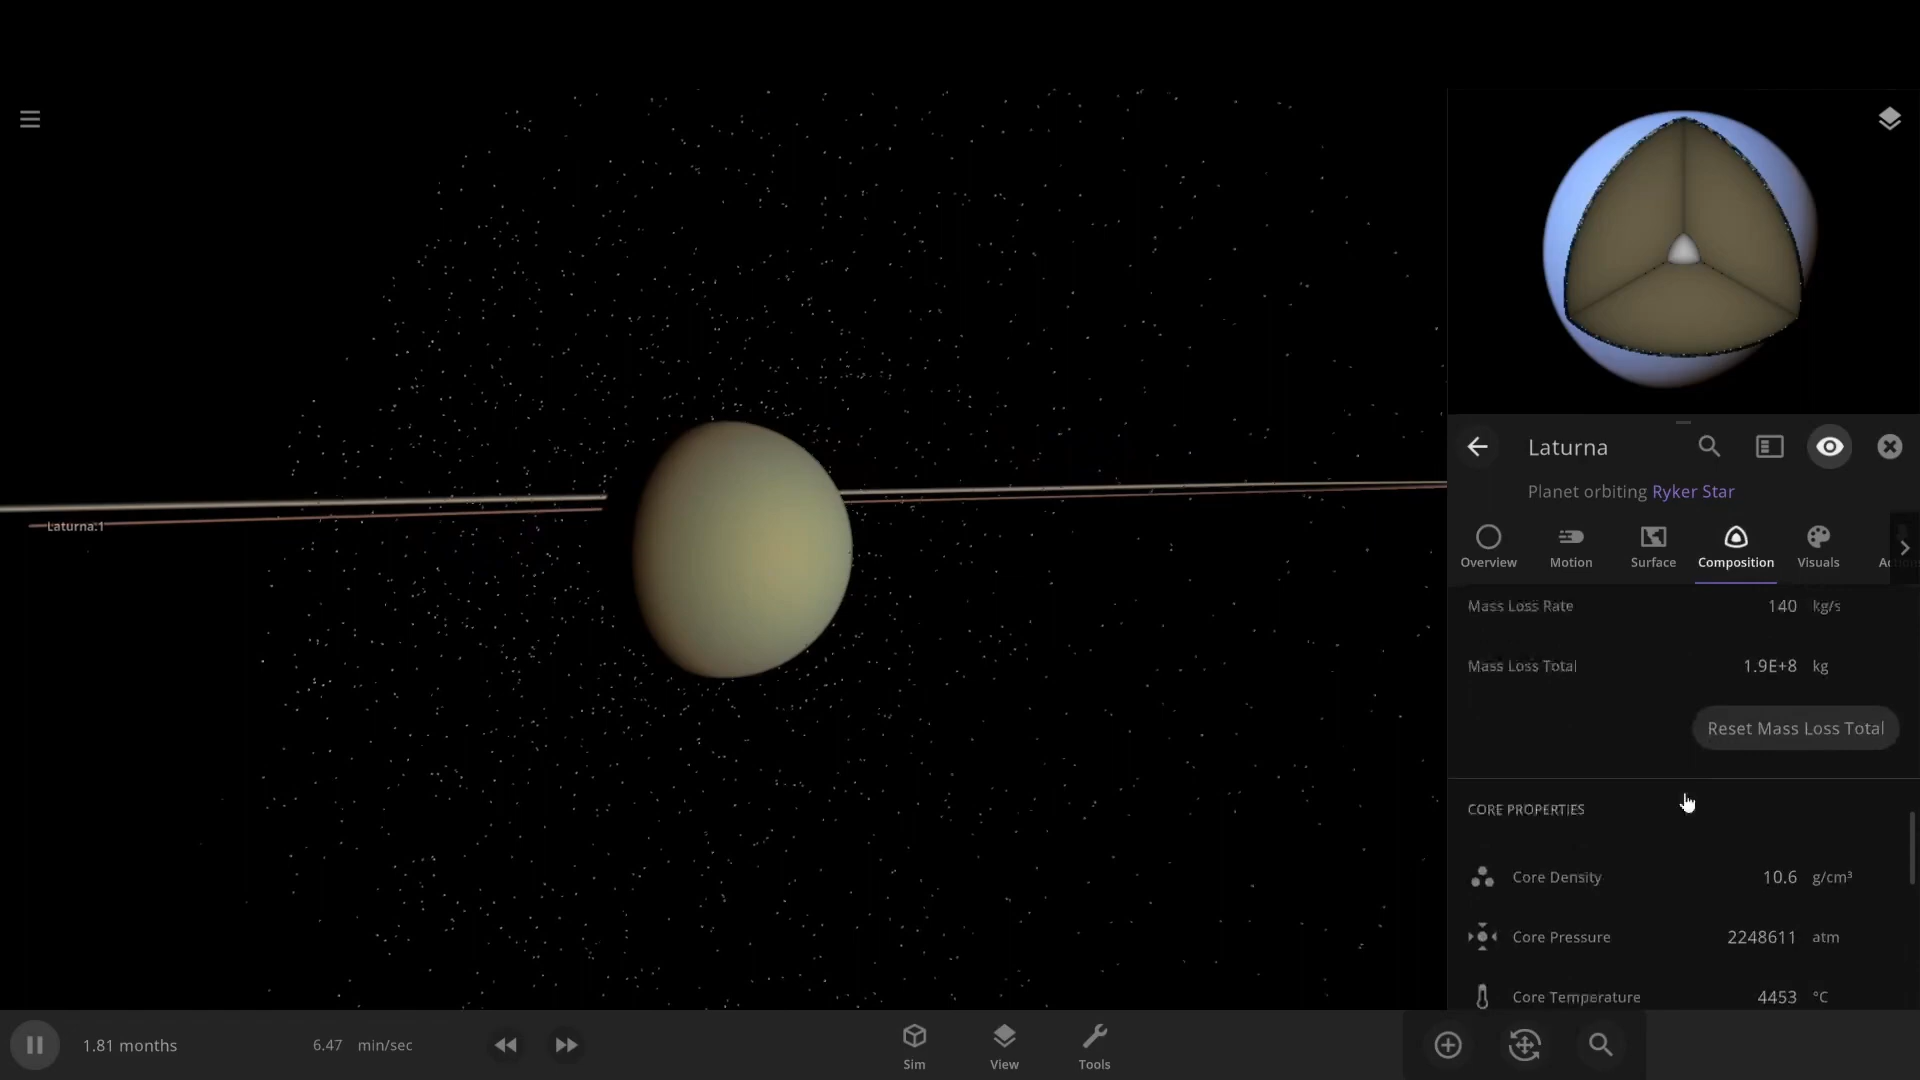 Laturna:1
Laturna
Planet orbiting Ryker Star
Overview
Motion
Surface
Composition
Visuals
Mass Loss Rate 140 kg/s
Mass Loss Total 1.9E+8 kg
Reset Mass Loss Total
CORE PROPERTIES
Core Density 10.6 g/cm³
Core Pressure 2248611 atm
Core Temperature 4453 °C
1.81 months
6.47 min/sec
Sim
View
Tools